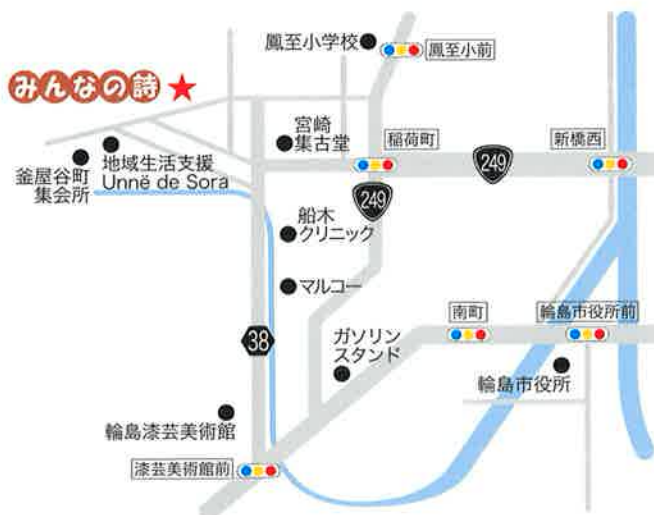 鳳至小学校
鳳至小前
みんなの詩
宮崎
集古堂
稲荷町
新橋西
249
249
釜屋谷町
集会所
地域生活支援
Unnë de Sora
船木
クリニック
マルコー
南町
輪島市役所前
38
ガソリン
スタンド
輪島市役所
輪島漆芸美術館
漆芸美術館前